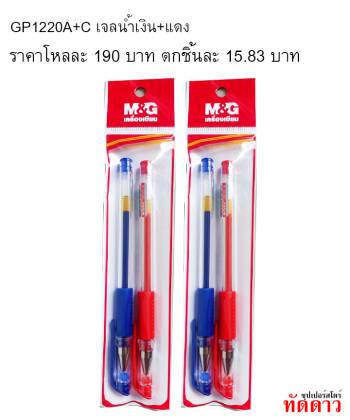 GP1220A+C เจลน้ำเงิน+แดง
ราคาโหลละ 190 บาท ตกชิ้นละ 15.83 บาท
M&G
เครื่องเขียน
M&G
เครื่องเขียน
ซุปเปอร์สโตร์
ทัดดาว